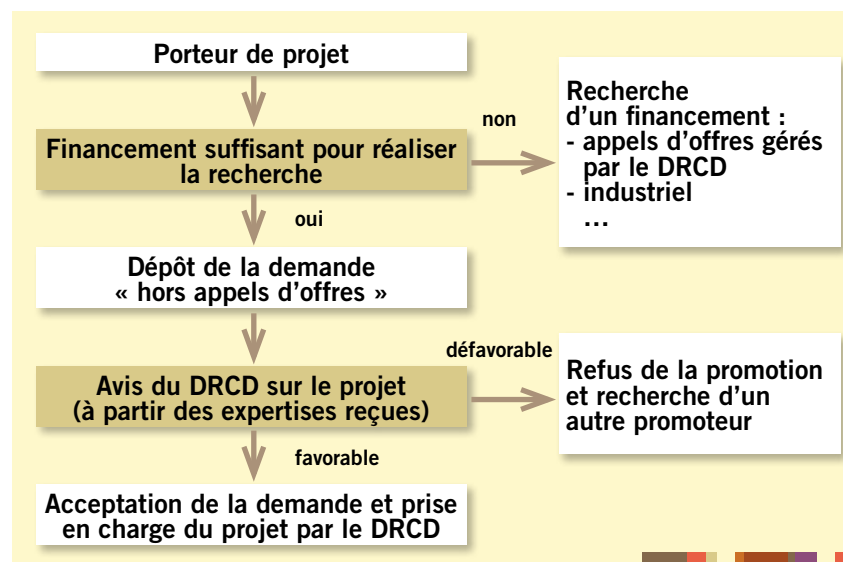 Porteur de projet
Financement suffisant pour réaliser
la recherche
non
Recherche
d'un financement :
- appels d'offres gérés
par le DRCD
- industriel
...
oui
Dépôt de la demande
« hors appels d'offres »
Avis du DRCD sur le projet
(à partir des expertises reçues)
défavorable
Refus de la promotion
et recherche d'un
autre promoteur
favorable
Acceptation de la demande et prise
en charge du projet par le DRCD